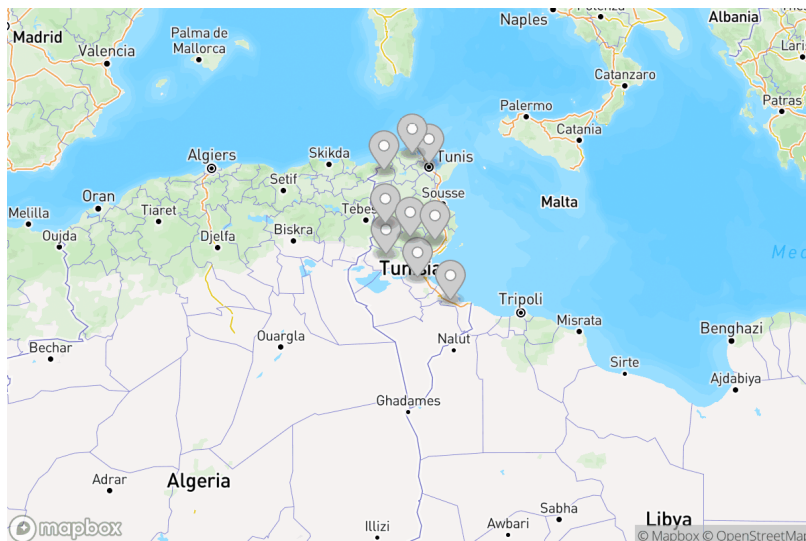 Madrid
Valencia
Palma de
Mallorca
Naples
Potenza
Albania
Catanzaro
Palermo
Catania
Patras
Algiers
Skikda
Tunis
Oran
Setif
Sousse
Malta
Melilla
Tiaret
Oujda
Djelfa
Biskra
Tunisia
Tripoli
Misrata
Benghazi
Bechar
Ouargla
Nalut
Sirte
Ajdabiya
Ghadames
Adrar
Algeria
Sabha
Illizi
Awbari
Libya
mapbox
© Mapbox © OpenStreetMap